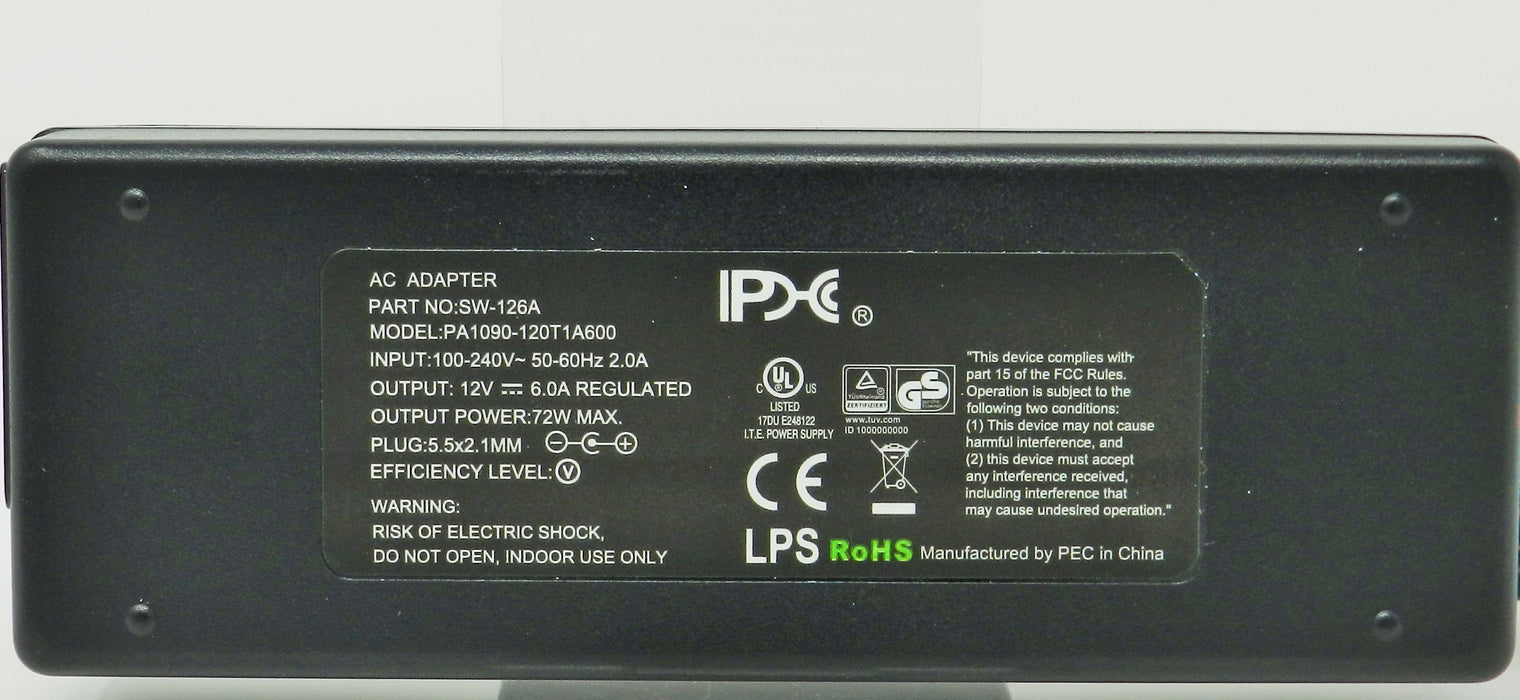 AC ADAPTER
PART NO:SW-126A
MODEL:PA1090-120T1A600
INPUT:100-240V~ 50-60Hz 2.0A
OUTPUT: 12V ⎓ 6.0A REGULATED
OUTPUT POWER:72W MAX.
PLUG:5.5x2.1MM
EFFICIENCY LEVEL:Ⓥ
WARNING:
RISK OF ELECTRIC SHOCK,
DO NOT OPEN, INDOOR USE ONLY
®
C UL ® US
LISTED
17DU E248122
I.T.E. POWER SUPPLY
TÜVRheinland
ZERTIFIZIERT
GS
www.tuv.com
ID 1000000000
"This device complies with
part 15 of the FCC Rules.
Operation is subject to the
following two conditions:
(1) This device may not cause
harmful interference, and
(2) this device must accept
any interference received,
including interference that
may cause undesired operation."
CE
LPS RoHS Manufactured by PEC in China